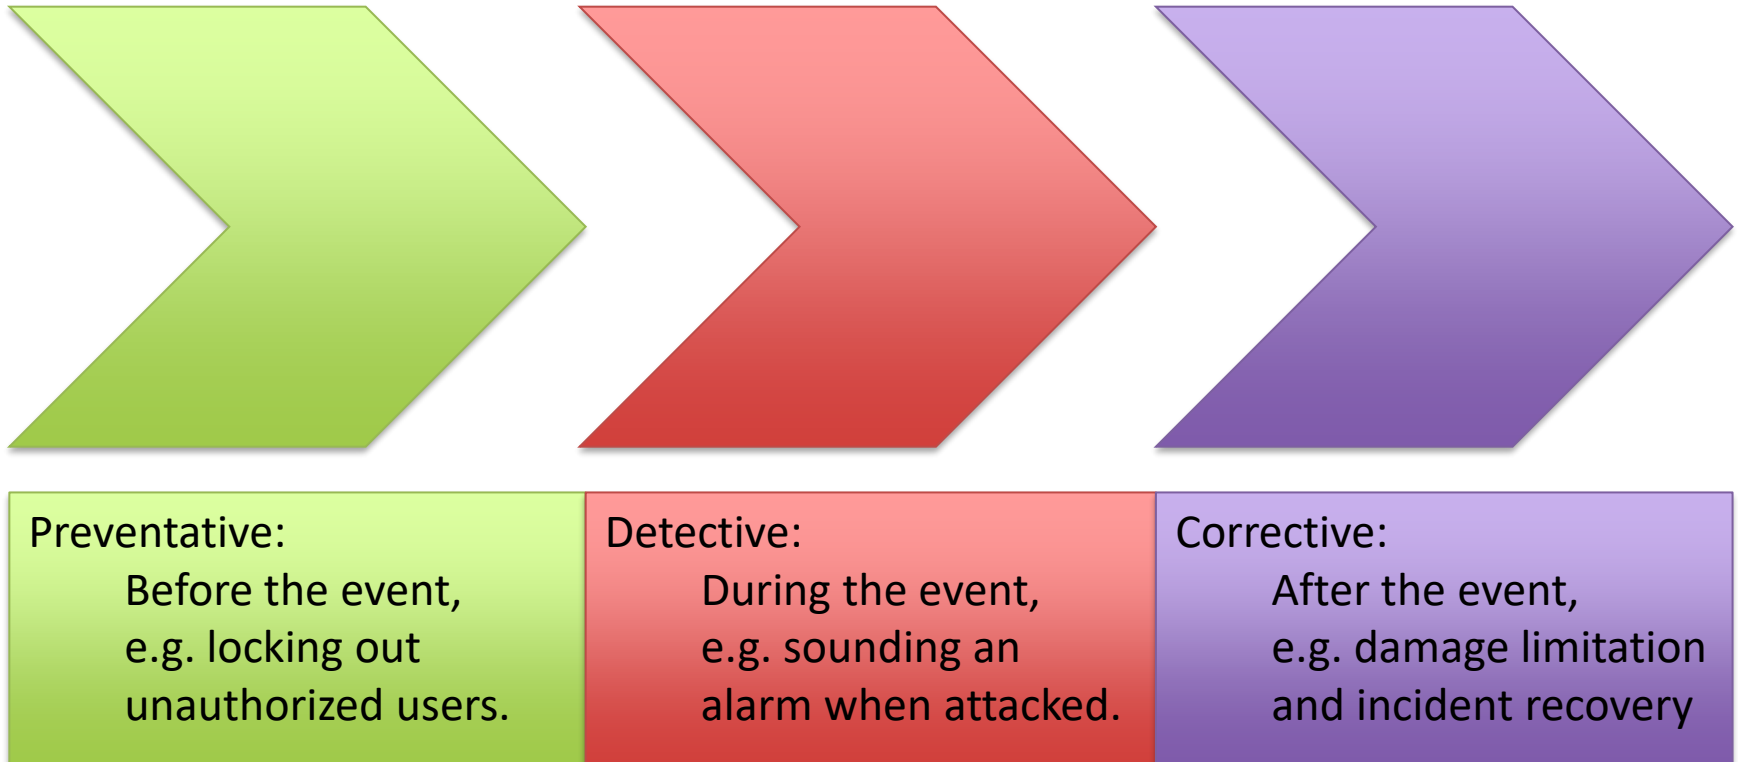 Preventative:
Before the event,
e.g. locking out
unauthorized users.
Detective:
During the event,
e.g. sounding an
alarm when attacked.
Corrective:
After the event,
e.g. damage limitation
and incident recovery